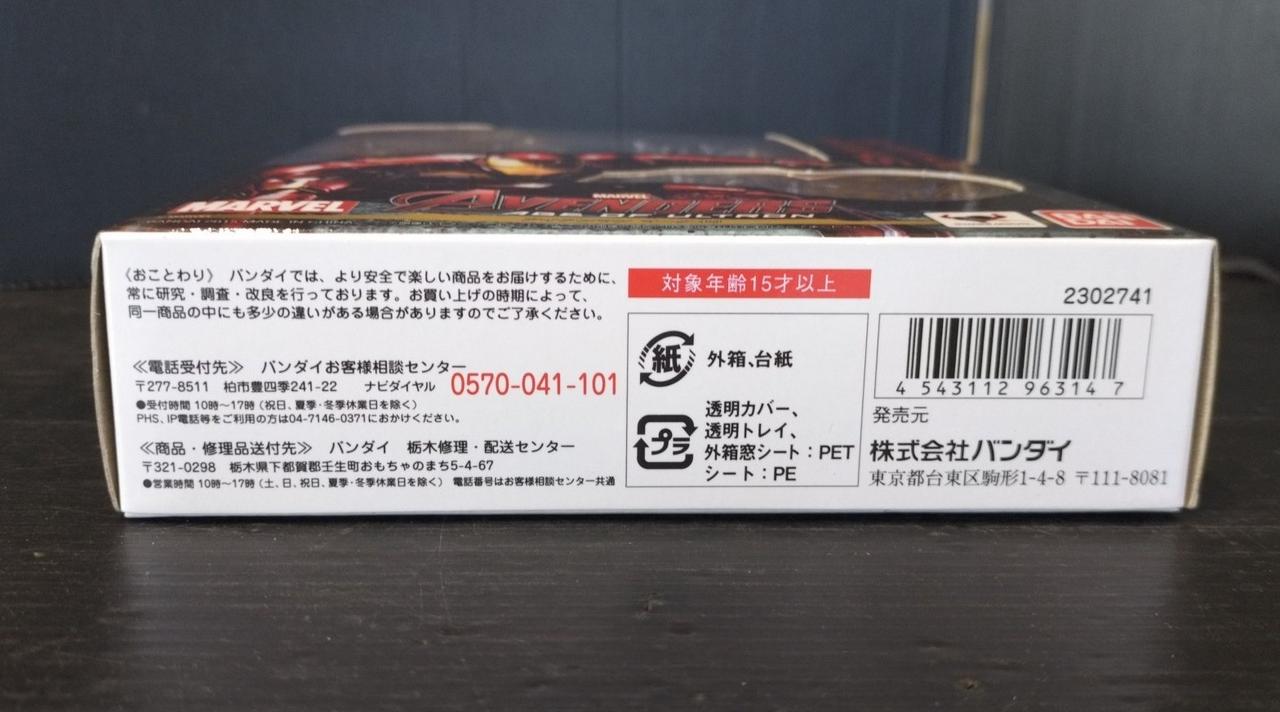 MARVEL
MARVEL
AVENGERS
AGE OF ULTRON
BANDAI 2015 MADE IN CHINA
《おことわり》 バンダイでは、より安全で楽しい商品をお届けするために、
常に研究・調査・改良を行っております。お買い上げの時期によって、
同一商品の中にも多少の違いがある場合がありますのでご了承ください。
≪電話受付先≫ バンダイお客様相談センター
〒277-8511 柏市豊四季241-22 ナビダイヤル 0570-041-101
●受付時間 10時〜17時 (祝日、夏季・冬季休業日を除く)
PHS、IP電話等をご利用の方は04-7146-0371におかけください。
≪商品・修理品送付先≫ バンダイ 栃木修理・配送センター
〒321-0298 栃木県下都賀郡壬生町おもちゃのまち5-4-67
●営業時間 10時〜17時 (土、日、祝日、夏季・冬季休業日を除く) 電話番号はお客様相談センター共通
対象年齢15才以上
紙 外箱、台紙
プラ
透明カバー、
透明トレイ、
外箱窓シート:PET
シート:PE
2302741
4 543112 963147
発売元
株式会社バンダイ
東京都台東区駒形1-4-8 〒111-8081